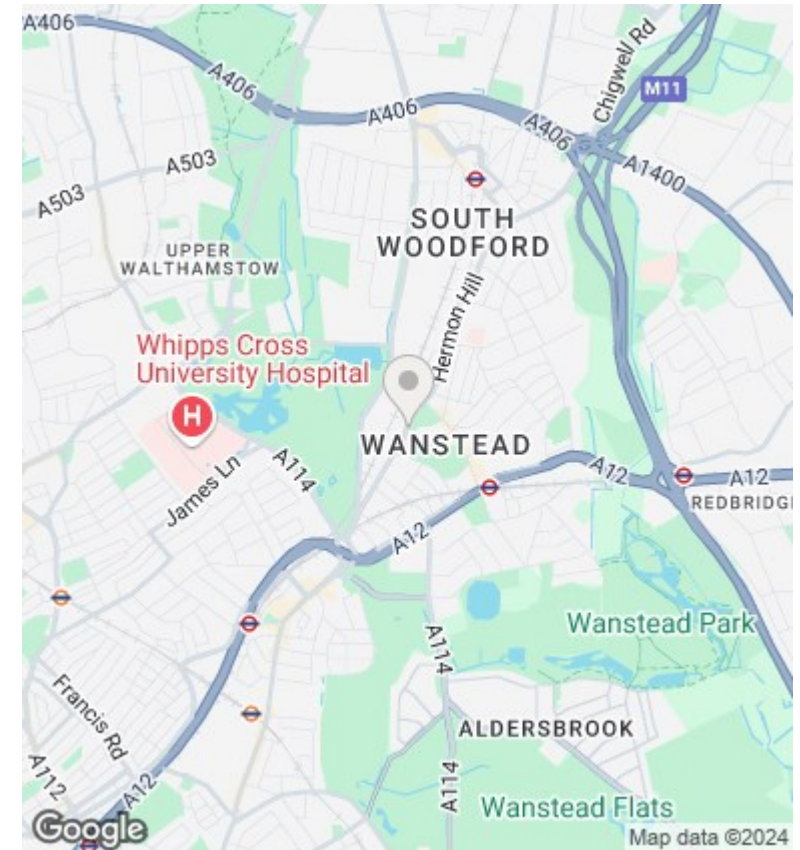 A406
A406
Chigwell Rd
M11
A406
A406
A1400
A503
A503
SOUTH
WOODFORD
UPPER
WALTHAMSTOW
Hermon Hill
Whipps Cross
University Hospital
H
WANSTEAD
A114
James Ln
A12
A12
REDBRIDGE
A12
Wanstead Park
A114
Francis Rd
ALDERSBROOK
A112
A12
A114
Wanstead Flats
Google
Map data ©2024